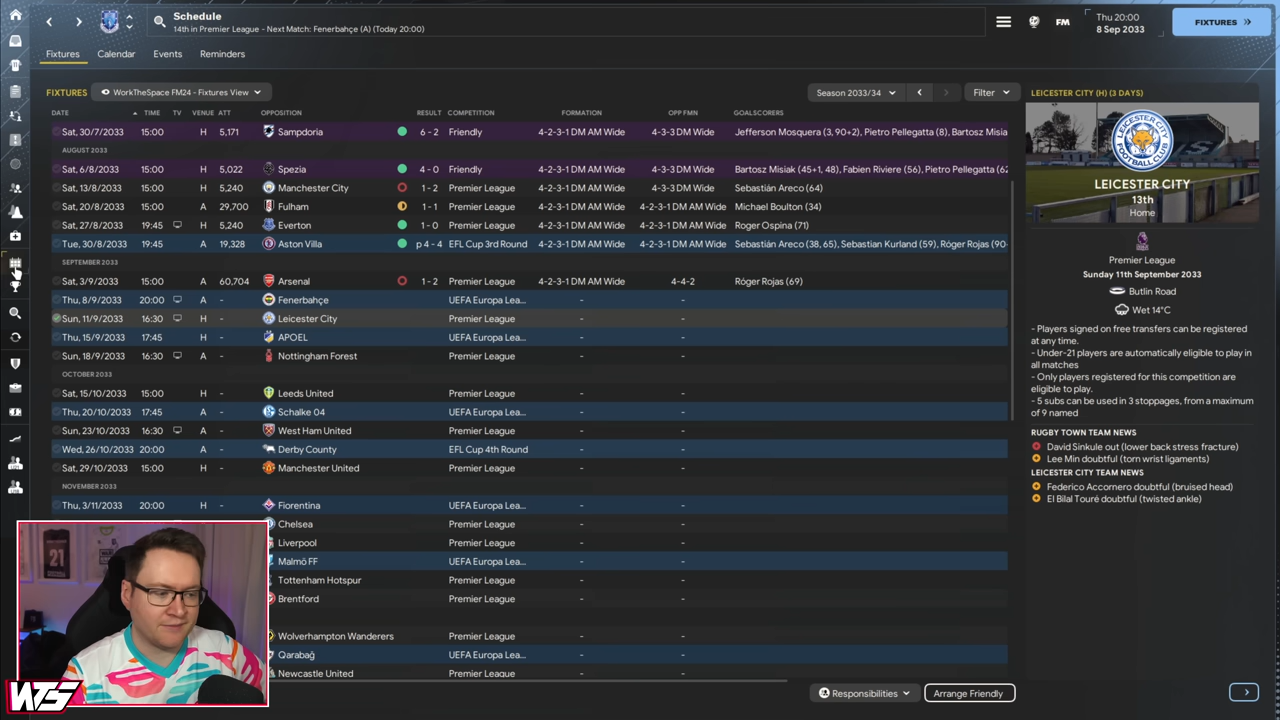 Schedule
14th in Premier League - Next Match: Fenerbahçe (A) (Today 20:00)
FM
Thu 20:00
8 Sep 2033
FIXTURES
Fixtures Calendar Events Reminders
FIXTURES WorkTheSpace FM24 - Fixtures View Season 2033/34 Filter
DATE TIME TV VENUE ATT OPPOSITION RESULT COMPETITION FORMATION OPP FMN GOALSCORERS
Sat, 30/7/2033 15:00 H 5,171 Sampdoria 6 - 2 Friendly 4-2-3-1 DM AM Wide 4-3-3 DM Wide Jefferson Mosquera (3, 90+2), Pietro Pellegatta (8), Bartosz Misia
AUGUST 2033
Sat, 6/8/2033 15:00 H 5,022 Spezia 4 - 0 Friendly 4-2-3-1 DM AM Wide 4-2-3-1 DM AM Wide Bartosz Misiak (45+1, 48), Fabien Riviere (56), Pietro Pellegatta (62
Sat, 13/8/2033 15:00 H 5,240 Manchester City 1 - 2 Premier League 4-2-3-1 DM AM Wide 4-3-3 DM Wide Sebastián Areco (64)
Sat, 20/8/2033 15:00 A 29,700 Fulham 1 - 1 Premier League 4-2-3-1 DM AM Wide 4-2-3-1 DM AM Wide Michael Boulton (34)
Sat, 27/8/2033 19:45 H 5,240 Everton 1 - 0 Premier League 4-2-3-1 DM AM Wide 4-2-3-1 DM AM Wide Roger Ospina (71)
Tue, 30/8/2033 19:45 A 19,328 Aston Villa p 4 - 4 EFL Cup 3rd Round 4-2-3-1 DM AM Wide 4-2-3-1 DM AM Wide Sebastián Areco (38, 65), Sebastian Kurland (59), Róger Rojas (90
SEPTEMBER 2033
Sat, 3/9/2033 15:00 A 60,704 Arsenal 1 - 2 Premier League 4-2-3-1 DM AM Wide 4-4-2 Róger Rojas (69)
Thu, 8/9/2033 20:00 A - Fenerbahçe UEFA Europa Lea... - -
Sun, 11/9/2033 16:30 H - Leicester City Premier League - -
Thu, 15/9/2033 17:45 H - APOEL UEFA Europa Lea... - -
Sun, 18/9/2033 16:30 A - Nottingham Forest Premier League - -
OCTOBER 2033
Sat, 15/10/2033 15:00 H - Leeds United Premier League - -
Thu, 20/10/2033 17:45 A - Schalke 04 UEFA Europa Lea... - -
Sun, 23/10/2033 16:30 A - West Ham United Premier League - -
Wed, 26/10/2033 20:00 A - Derby County EFL Cup 4th Round - -
Sat, 29/10/2033 15:00 H - Manchester United Premier League - -
NOVEMBER 2033
Thu, 3/11/2033 20:00 H - Fiorentina UEFA Europa Lea... - -
Chelsea Premier League - -
Liverpool Premier League - -
Malmö FF UEFA Europa Lea... - -
Tottenham Hotspur Premier League - -
Brentford Premier League - -
Wolverhampton Wanderers Premier League - -
Qarabağ UEFA Europa Lea... - -
Newcastle United Premier League - -
Responsibilities Arrange Friendly
LEICESTER CITY (H) (3 DAYS)
LEICESTER CITY
13th
Home
Premier League
Sunday 11th September 2033
Butlin Road
Wet 14°C
- Players signed on free transfers can be registered
at any time.
- Under-21 players are automatically eligible to play in
all matches
- Only players registered for this competition are
eligible to play.
- 5 subs can be used in 3 stoppages, from a maximum
of 9 named
RUGBY TOWN TEAM NEWS
David Sinkule out (lower back stress fracture)
Lee Min doubtful (torn wrist ligaments)
LEICESTER CITY TEAM NEWS
Federico Accornero doubtful (bruised head)
El Bilal Touré doubtful (twisted ankle)
21
WTS